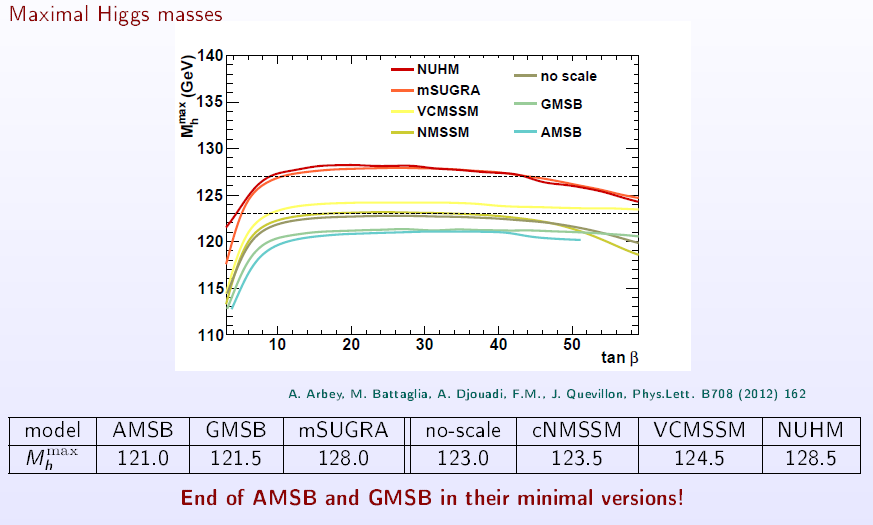 Maximal Higgs masses
M_h^max (GeV)
140
135
130
125
120
115
110
NUHM
mSUGRA
VCMSSM
NMSSM
no scale
GMSB
AMSB
10 20 30 40 50
tan β
A. Arbey, M. Battaglia, A. Djouadi, F.M., J. Quevillon, Phys.Lett. B708 (2012) 162
model AMSB GMSB mSUGRA no-scale cNMSSM VCMSSM NUHM
M_h^max 121.0 121.5 128.0 123.0 123.5 124.5 128.5
End of AMSB and GMSB in their minimal versions!